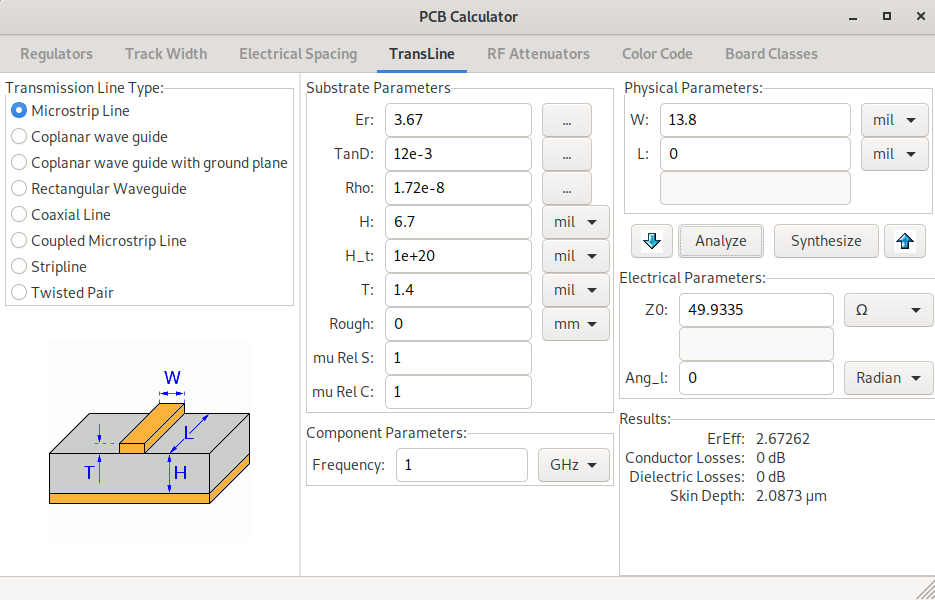 PCB Calculator
Regulators Track Width Electrical Spacing TransLine RF Attenuators Color Code Board Classes
Transmission Line Type:
Microstrip Line
Coplanar wave guide
Coplanar wave guide with ground plane
Rectangular Waveguide
Coaxial Line
Coupled Microstrip Line
Stripline
Twisted Pair
W
L
T
H
Substrate Parameters
Er: 3.67 ...
TanD: 12e-3 ...
Rho: 1.72e-8 ...
H: 6.7 mil
H_t: 1e+20 mil
T: 1.4 mil
Rough: 0 mm
mu Rel S: 1
mu Rel C: 1
Component Parameters:
Frequency: 1 GHz
Physical Parameters:
W: 13.8 mil
L: 0 mil
Analyze Synthesize
Electrical Parameters:
Z0: 49.9335 Ω
Ang_l: 0 Radian
Results:
ErEff: 2.67262
Conductor Losses: 0 dB
Dielectric Losses: 0 dB
Skin Depth: 2.0873 µm